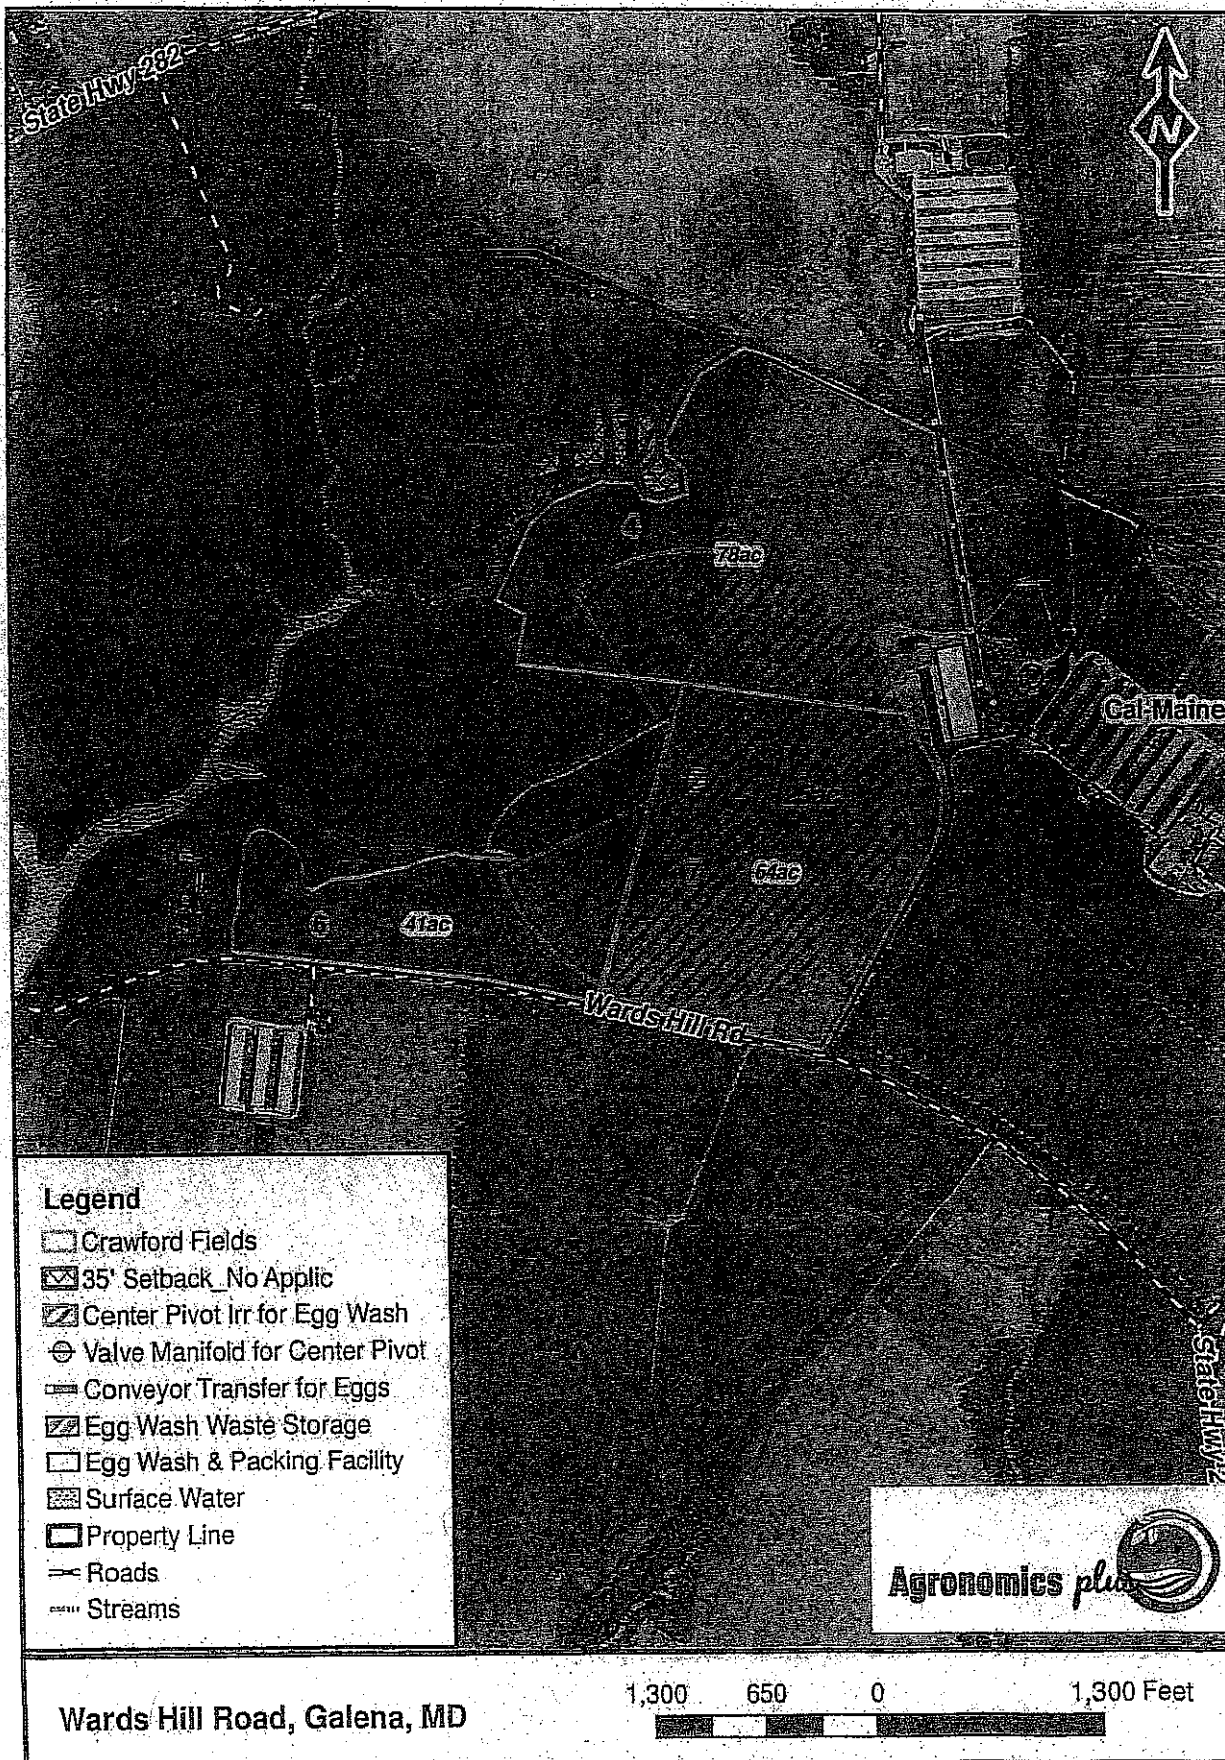 State Hwy 282
N
4
78ac
Cal-Maine
5
64ac
6
41ac
Wards Hill Rd
State Hwy 2
Legend
Crawford Fields
35' Setback_No Applic
Center Pivot Irr for Egg Wash
Valve Manifold for Center Pivot
Conveyor Transfer for Eggs
Egg Wash Waste Storage
Egg Wash & Packing Facility
Surface Water
Property Line
Roads
Streams
Agronomics plus
Wards Hill Road, Galena, MD
1,300 650 0 1,300 Feet